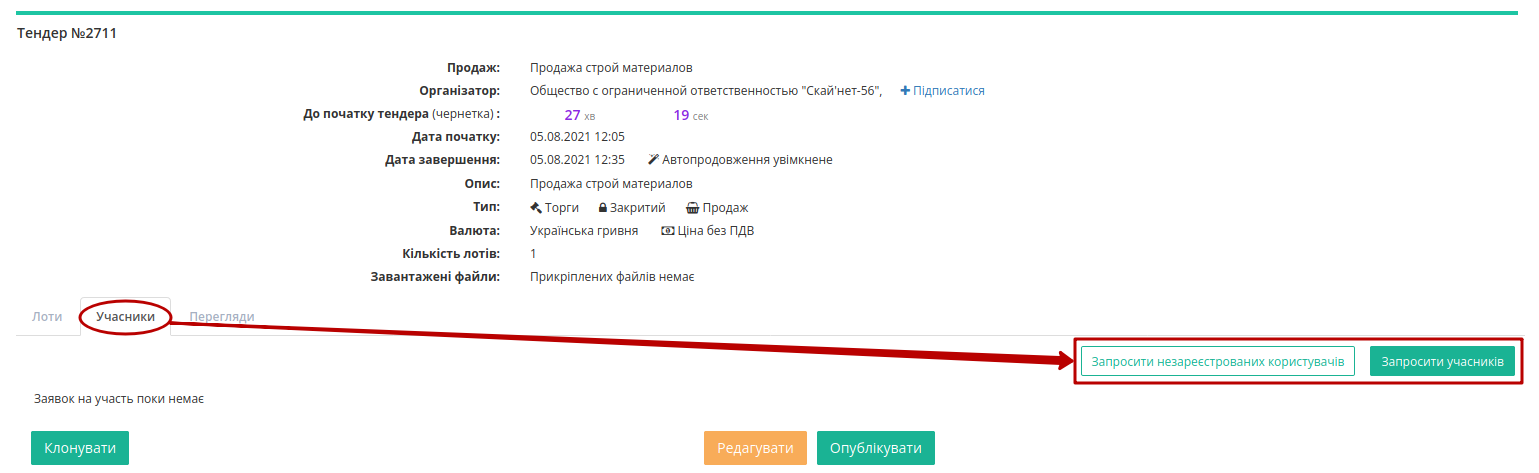 Тендер №2711
Продаж: Продажа строй материалов
Організатор: Общество с ограниченной ответственностью "Скай'нет-56", Підписатися
До початку тендера (чернетка) : 27 хв 19 сек
Дата початку: 05.08.2021 12:05
Дата завершення: 05.08.2021 12:35 Автопродовження увімкнене
Опис: Продажа строй материалов
Тип: Торги Закритий Продаж
Валюта: Українська гривня Ціна без ПДВ
Кількість лотів: 1
Завантажені файли: Прикріплених файлів немає
Лоти Учасники Перегляди
Запросити незареєстрованих користувачів Запросити учасників
Заявок на участь поки немає
Клонувати Редагувати Опублікувати